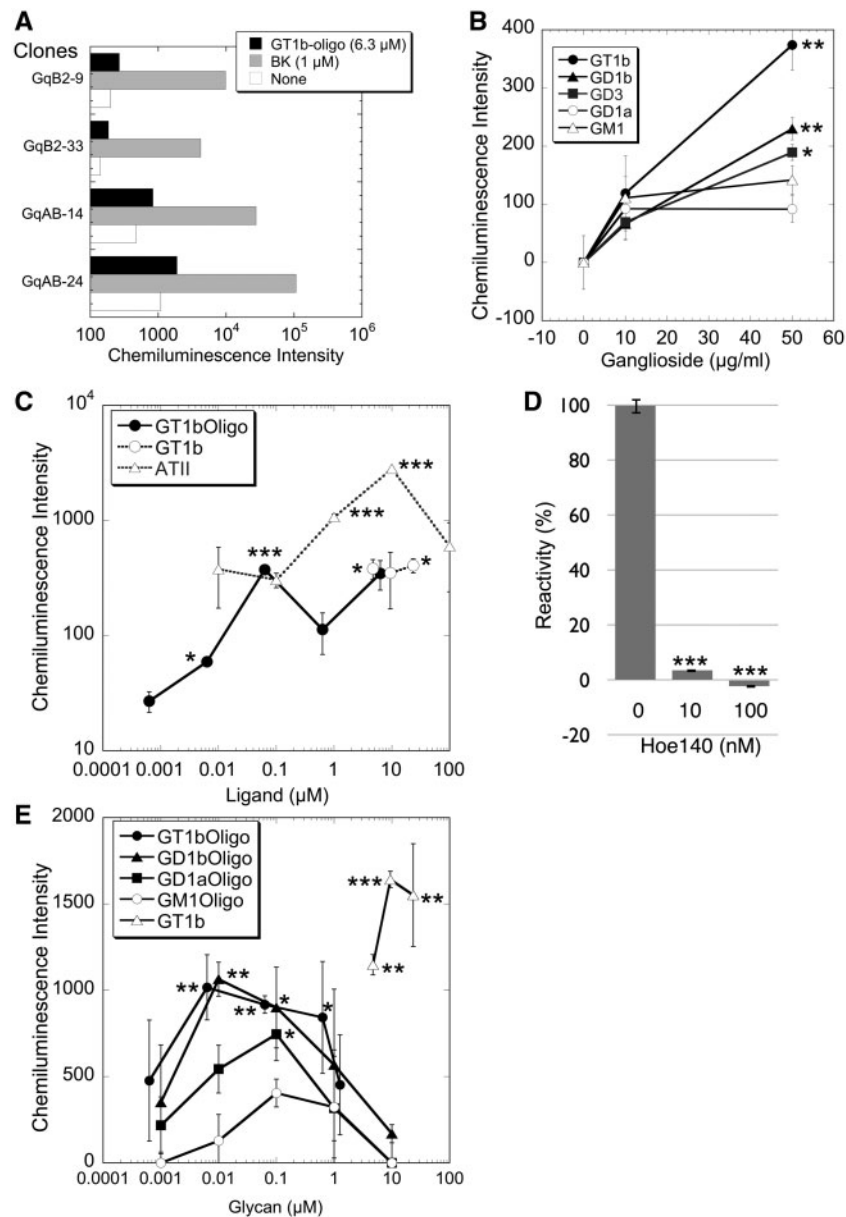 A
Clones
GT1b-oligo (6.3 µM)
BK (1 µM)
None
GqB2-9
GqB2-33
GqAB-14
GqAB-24
100 1000 10^4 10^5 10^6
Chemiluminescence Intensity
B
400
300
200
100
0
-100
Chemiluminescence Intensity
GT1b
GD1b
GD3
GD1a
GM1
**
**
*
-10 0 10 20 30 40 50 60
Ganglioside (µg/ml)
C
10^4
1000
100
10
Chemiluminescence Intensity
GT1bOligo
GT1b
ATII
***
***
***
* *
*
0.0001 0.001 0.01 0.1 1 10 100
Ligand (µM)
D
100
80
60
40
20
0
-20
Reactivity (%)
*** ***
0 10 100
Hoe140 (nM)
E
2000
1500
1000
500
0
Chemiluminescence Intensity
GT1bOligo
GD1bOligo
GD1aOligo
GM1Oligo
GT1b
*** **
**
** **
** * *
*
0.0001 0.001 0.01 0.1 1 10 100
Glycan (µM)